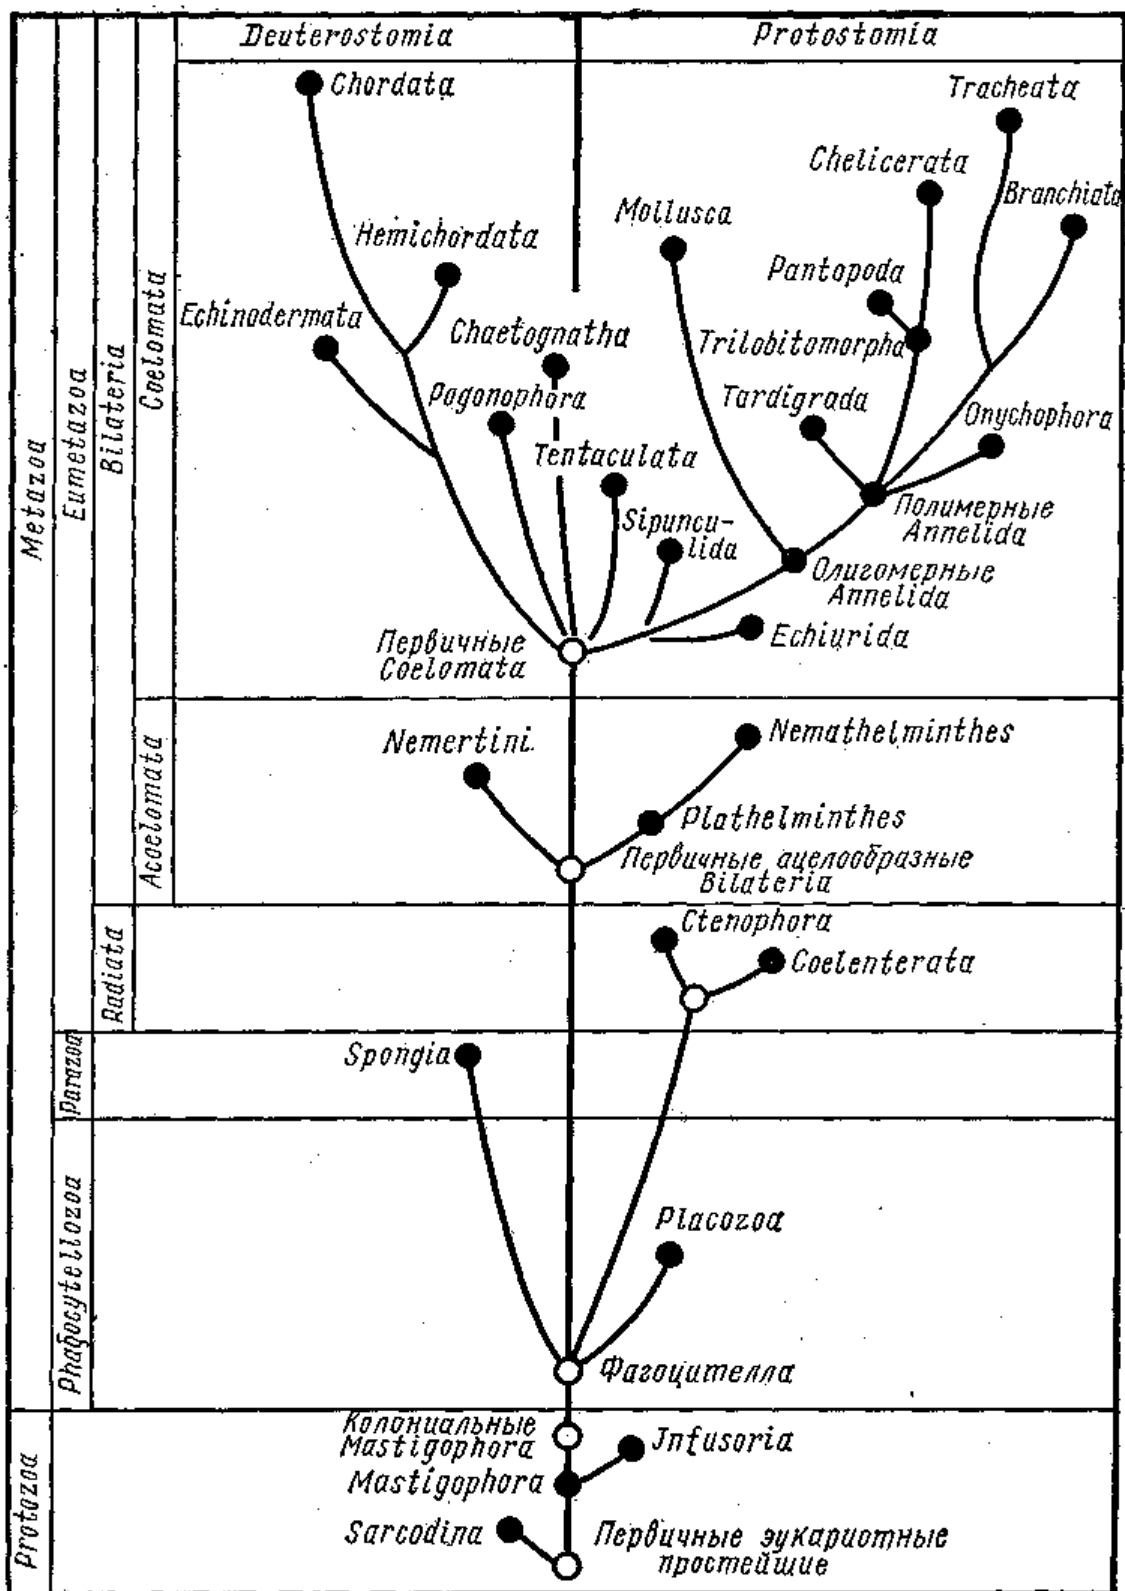 Deuterostomia
Protostomia
Chordata
Tracheata
Chelicerata
Branchiata
Mollusca
Hemichordata
Pantopoda
Echinodermata
Chaetognatha
Trilobitomorpha
Pogonophora
Tardigrada
Onychophora
Tentaculata
Sipuncu-
lida
Полимерные
Annelida
Олигомерные
Annelida
Echiurida
Первичные
Coelomata
Nemertini.
Nemathelminthes
Plathelminthes
Первичные ацелообразные
Bilateria
Ctenophora
Coelenterata
Spongia
Placozoa
Фагоцителла
Колониальные
Mastigophora
Infusoria
Mastigophora
Sarcodina
Первичные эукариотные
простейшие
Metazoa
Eumetazoa
Bilateria
Coelomata
Acoelomata
Radiata
Parazoa
Phagocytellozoa
Protozoa